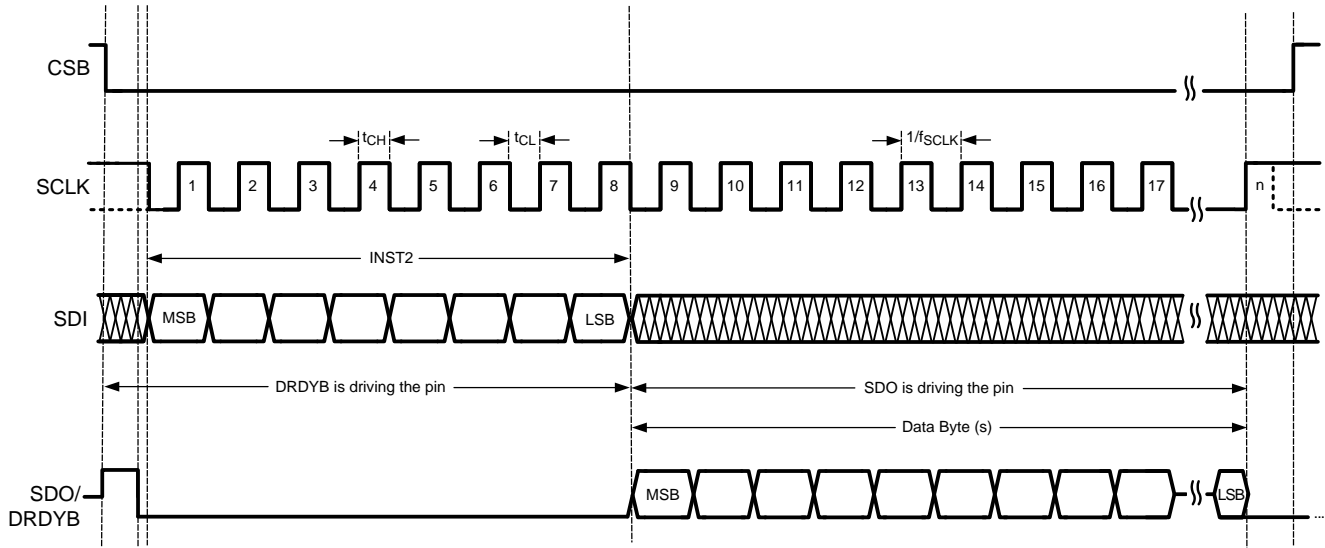 CSB
tCH
tCL
1/fSCLK
SCLK
1 2 3 4 5 6 7 8 9 10 11 12 13 14 15 16 17 n
INST2
SDI
MSB LSB
DRDYB is driving the pin SDO is driving the pin
Data Byte (s)
SDO/
DRDYB
MSB LSB
...